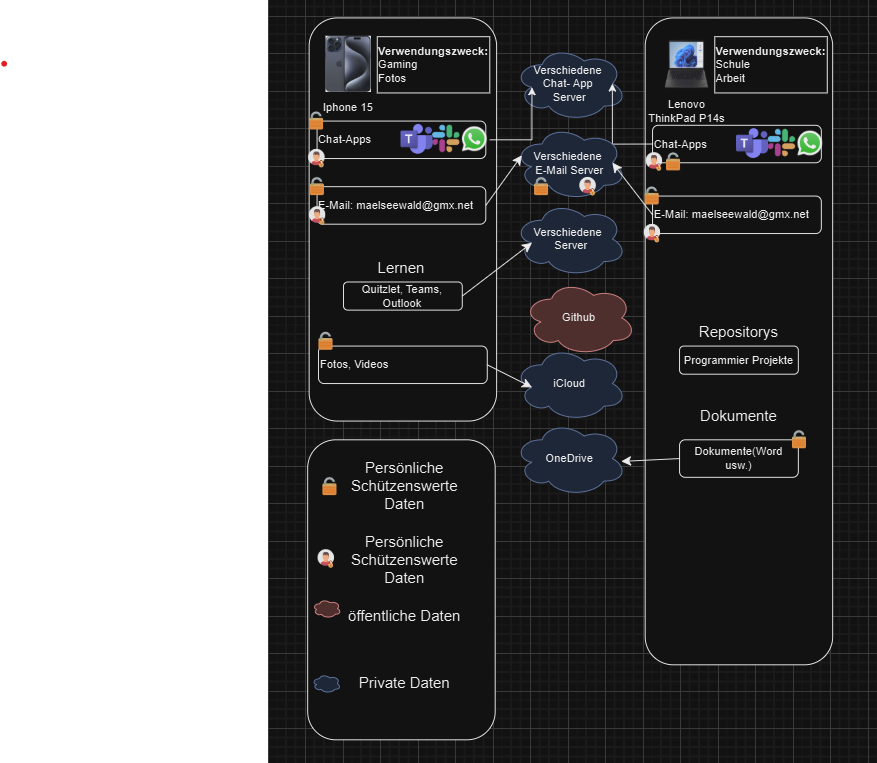 Verwendungszweck:
Gaming
Fotos
Iphone 15
Chat-Apps
E-Mail: maelseewald@gmx.net
Lernen
Quitzlet, Teams,
Outlook
Fotos, Videos
Verschiedene
Chat- App
Server
Verschiedene
E-Mail Server
Verschiedene
Server
Github
iCloud
OneDrive
Verwendungszweck:
Schule
Arbeit
Lenovo
ThinkPad P14s
Chat-Apps
E-Mail: maelseewald@gmx.net
Repositorys
Programmier Projekte
Dokumente
Dokumente(Word
usw.)
Persönliche
Schützenswerte
Daten
Persönliche
Schützenswerte
Daten
öffentliche Daten
Private Daten